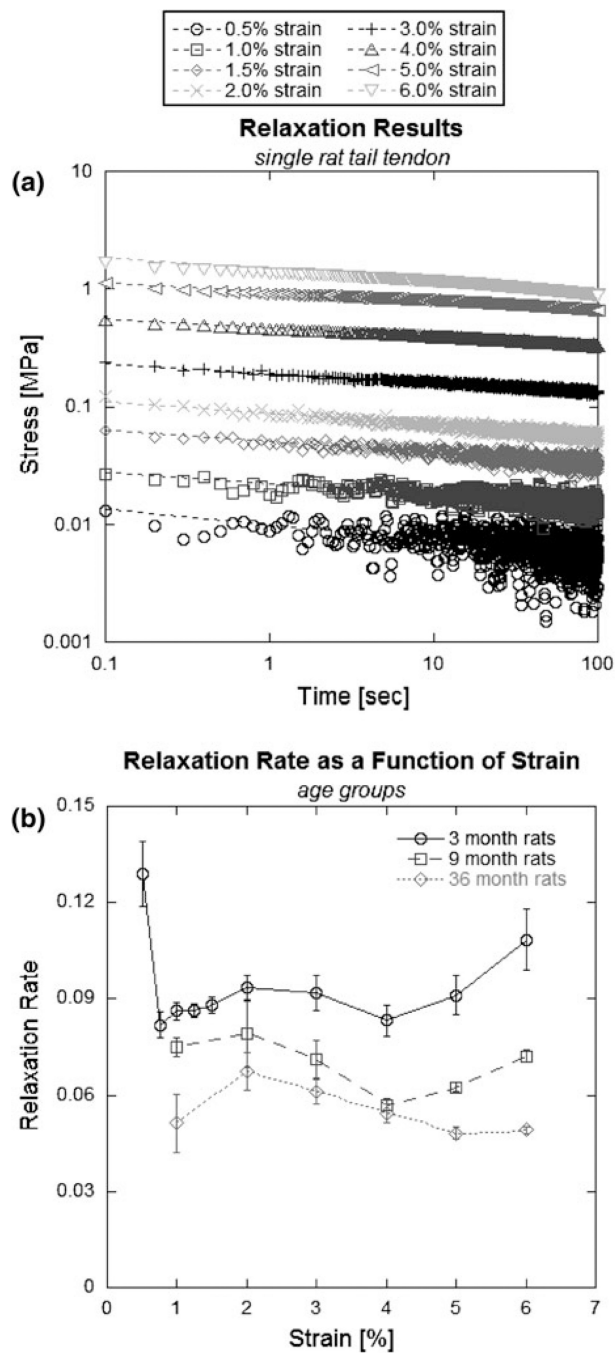 0.5% strain 3.0% strain
1.0% strain 4.0% strain
1.5% strain 5.0% strain
2.0% strain 6.0% strain
Relaxation Results
single rat tail tendon
(a)
10
1
0.1
0.01
0.001
Stress [MPa]
0.1 1 10 100
Time [sec]
Relaxation Rate as a Function of Strain
age groups
(b)
0.15
0.12
0.09
0.06
0.03
0
Relaxation Rate
3 month rats
9 month rats
36 month rats
0 1 2 3 4 5 6 7
Strain [%]